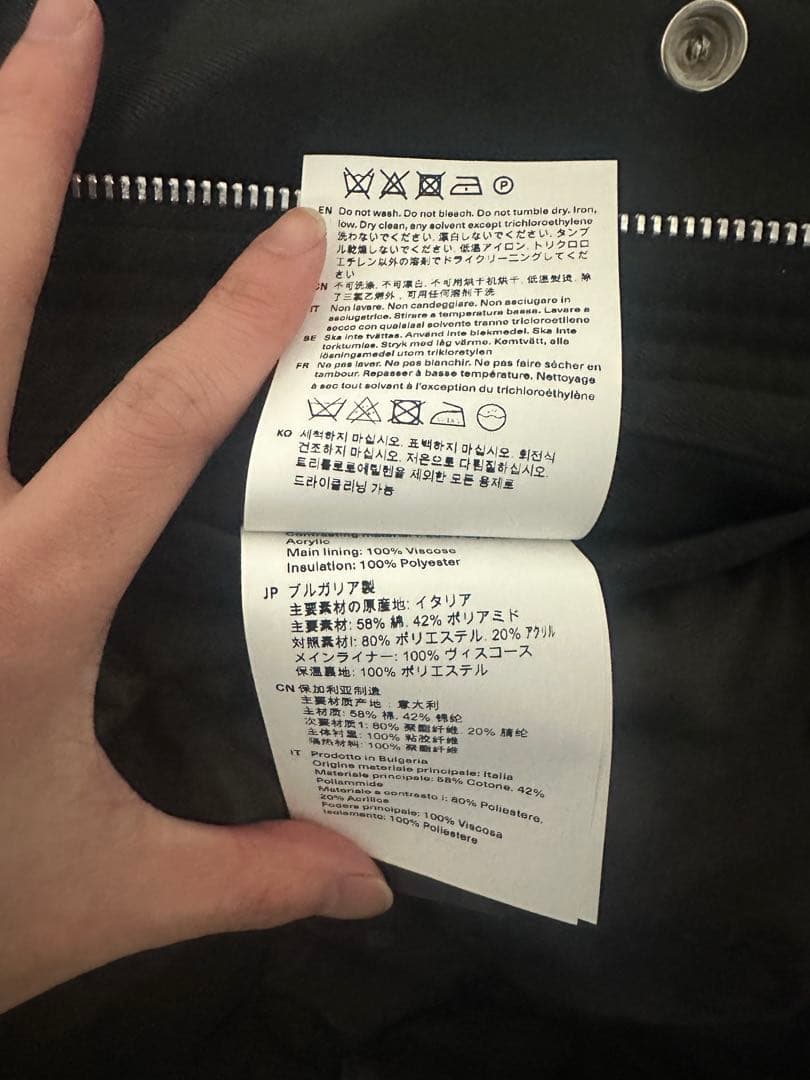 P
EN Do not wash. Do not bleach. Do not tumble dry. Iron,
low. Dry clean, any solvent except trichloroethylene
洗わないでください. 漂白しないでください. タンブ
ル乾燥しないでください. 低温アイロン. トリクロロ
エチレン以外の溶剤でドライクリーニングしてくだ
さい
CN 不可洗涤, 不可漂白, 不可用烘干机烘干, 低温熨烫, 除
了三氯乙烯外, 可用任何溶剂干洗
IT Non lavare. Non candeggiare. Non asciugare in
asciugatrice. Stirare a temperatura bassa. Lavare a
secco con qualsiasi solvente tranne tricloroetilene
SE Ska inte tvättas. Använd inte blekmedel. Ska inte
torktumlas. Stryk med låg värme. Kemtvätt, alla
lösningsmedel utom trikloretylen
FR Ne pas laver. Ne pas blanchir. Ne pas faire sécher en
tambour. Repasser à basse température. Nettoyage
à sec tout solvant à l'exception du trichloroéthylène
KO 세척하지 마십시오. 표백하지 마십시오. 회전식
건조하지 마십시오. 저온으로 다림질하십시오.
트리클로로에틸렌을 제외한 모든 용제로
드라이클리닝 가능
Acrylic
Main lining: 100% Viscose
Insulation: 100% Polyester
JP ブルガリア製
主要素材の原産地: イタリア
主要素材: 58% 綿. 42% ポリアミド
対照素材I: 80% ポリエステル. 20% アクリル
メインライナー: 100% ヴィスコース
保温裏地: 100% ポリエステル
CN 保加利亚制造
主要材质产地: 意大利
主材质: 58% 棉. 42% 锦纶
次要材质1: 80% 聚酯纤维. 20% 腈纶
主体衬里: 100% 粘胶纤维
隔热材料: 100% 聚酯纤维
IT Prodotto in Bulgaria
Origine materiale principale: Italia
Materiale principale: 58% Cotone. 42%
Poliammide
Materiale a contrasto i: 80% Poliestere.
20% Acrilico
Fodera principale: 100% Viscosa
Isolamento: 100% Poliestere